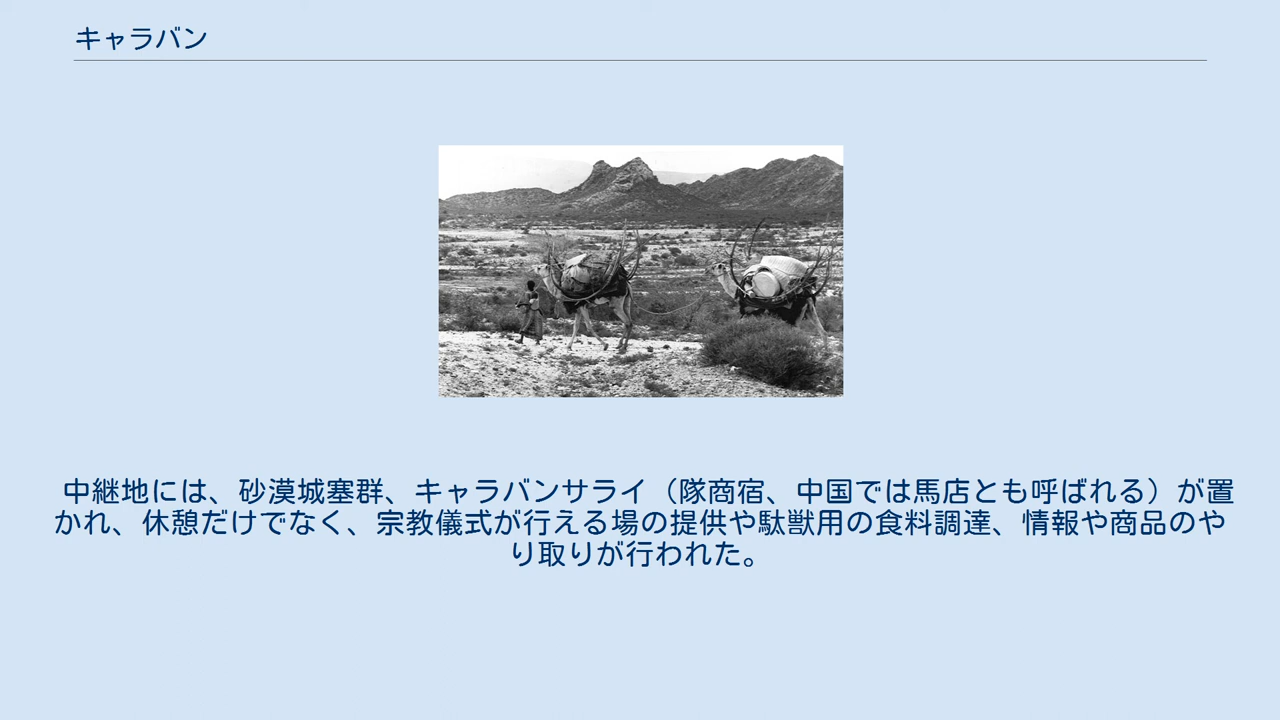 キャラバン
中継地には、砂漠城塞群、キャラバンサライ（隊商宿、中国では馬店とも呼ばれる）が置
かれ、休憩だけでなく、宗教儀式が行える場の提供や駄獣用の食料調達、情報や商品のや
り取りが行われた。